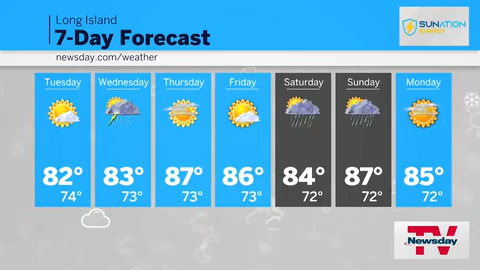 Long Island
7-Day Forecast
newsday.com/weather
SUNATION
ENERGY
Tuesday Wednesday Thursday Friday Saturday Sunday Monday
82° 83° 87° 86° 84° 87° 85°
74° 73° 73° 73° 72° 72° 72°
TV
Newsday